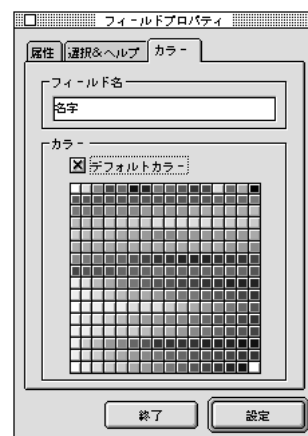 フィールドプロパティ
属性 選択&ヘルプ カラー
フィールド名
名字
カラー
デフォルトカラー
終了 設定